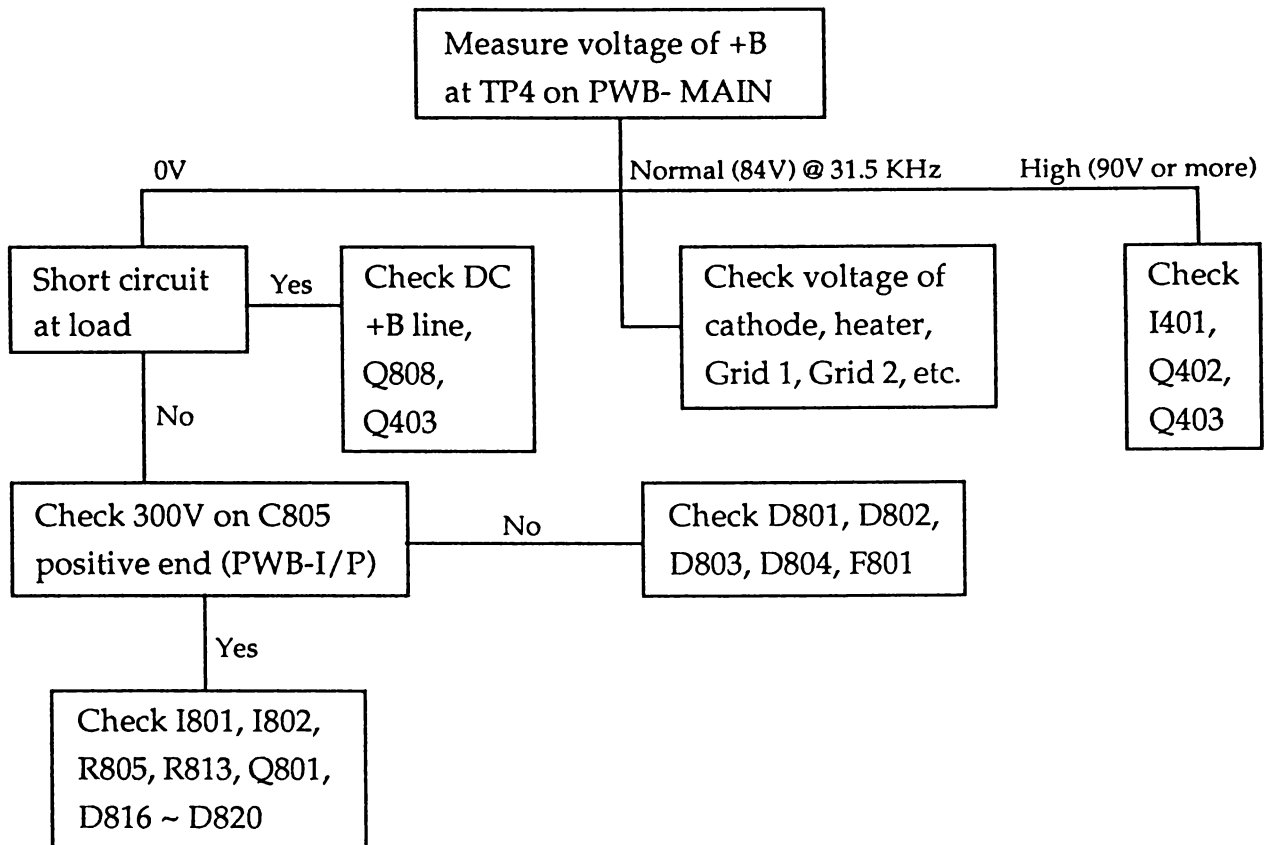 Measure voltage of +B
at TP4 on PWB- MAIN
0V
Normal (84V) @ 31.5 KHz
High (90V or more)
Short circuit
at load
Yes
Check DC
+B line,
Q808,
Q403
Check voltage of
cathode, heater,
Grid 1, Grid 2, etc.
Check
I401,
Q402,
Q403
No
Check 300V on C805
positive end (PWB-I/P)
No
Check D801, D802,
D803, D804, F801
Yes
Check I801, I802,
R805, R813, Q801,
D816 ~ D820